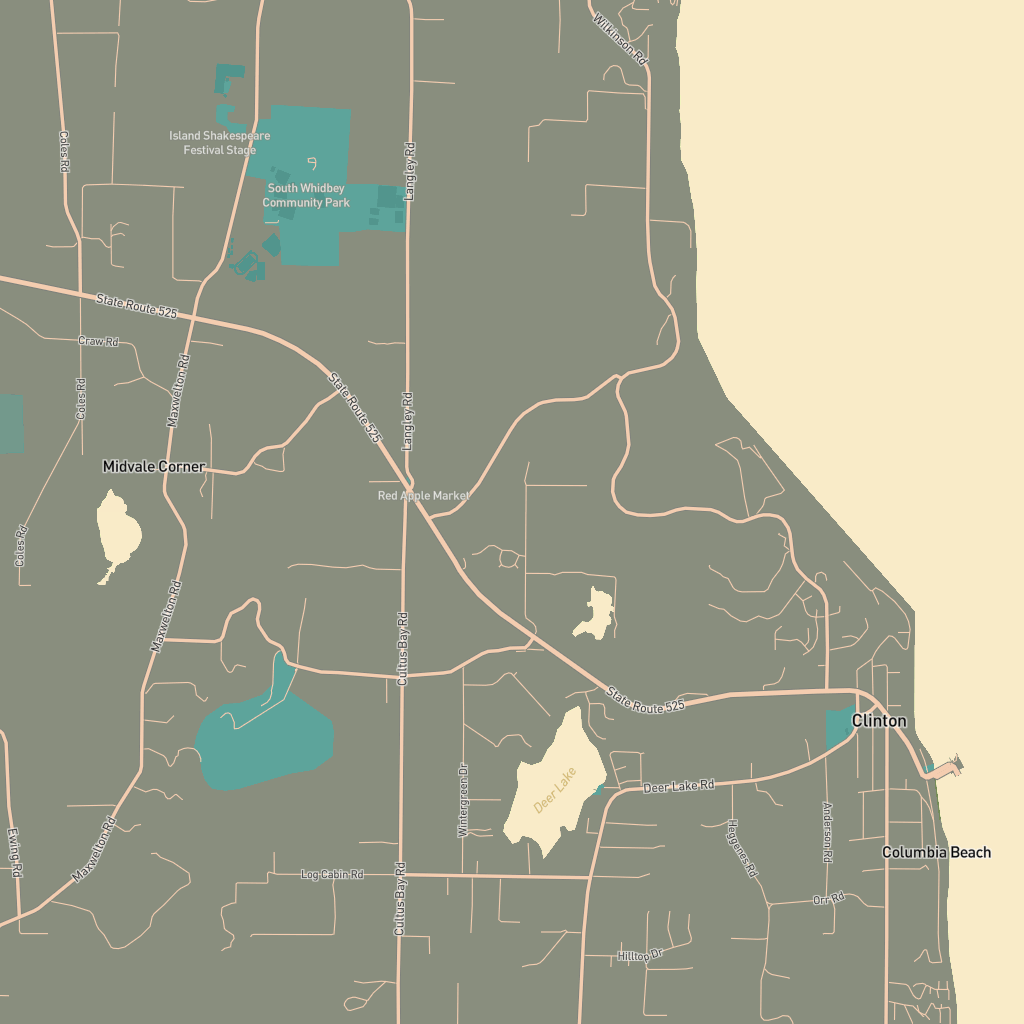 Wilkinson Rd
Coles Rd
Island Shakespeare
Festival Stage
Langley Rd
South Whidbey
Community Park
State Route 525
Craw Rd
Maxwelton Rd
Coles Rd
State Route 525
Langley Rd
Midvale Corner
Red Apple Market
Coles Rd
Maxwelton Rd
Cultus Bay Rd
State Route 525
Clinton
Deer Lake
Deer Lake Rd
Wintergreen Dr
Ewing Rd
Maxwelton Rd
Heggenes Rd
Anderson Rd
Columbia Beach
Log Cabin Rd
Cultus Bay Rd
Orr Rd
Hilltop Dr